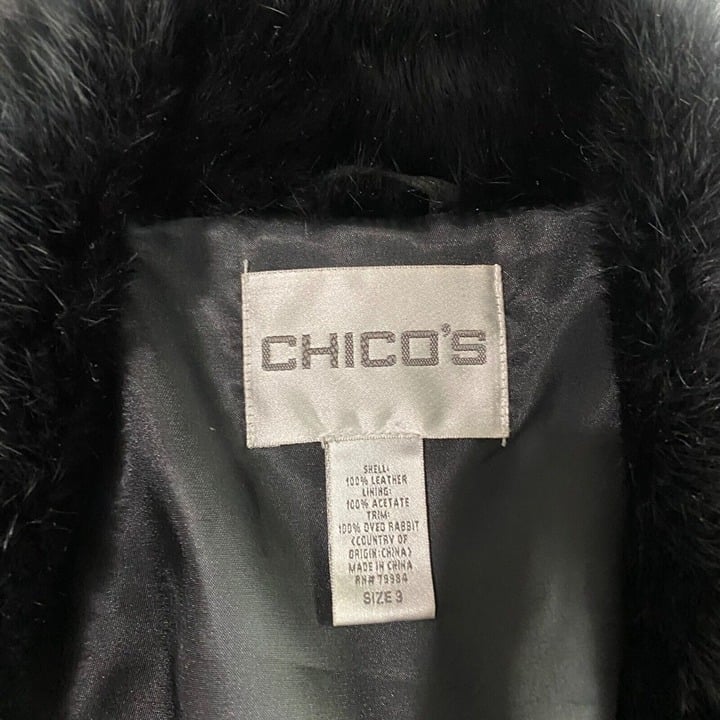 CHICO'S
SHELL:
100% LEATHER
LINING:
100% ACETATE
TRIM:
100% DYED RABBIT
<COUNTRY OF
ORIGIN:CHINA>
MADE IN CHINA
RN# 79984
SIZE 3